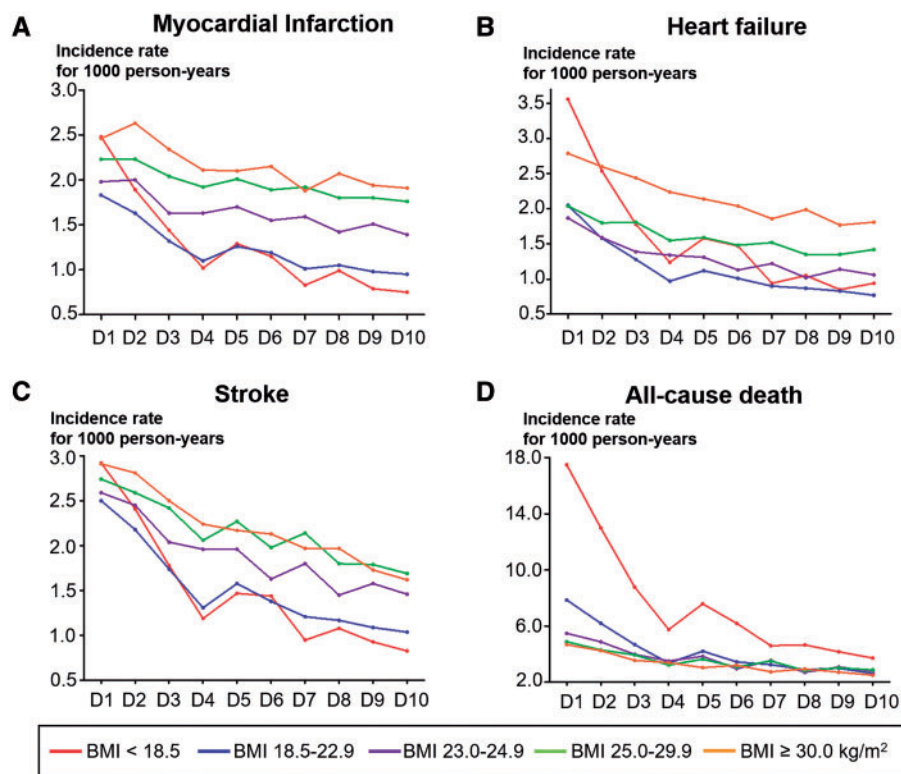 A
Myocardial Infarction
Incidence rate
for 1000 person-years
3.0
2.5
2.0
1.5
1.0
0.5
D1 D2 D3 D4 D5 D6 D7 D8 D9 D10
B
Heart failure
Incidence rate
for 1000 person-years
3.5
3.0
2.5
2.0
1.5
1.0
0.5
D1 D2 D3 D4 D5 D6 D7 D8 D9 D10
C
Stroke
Incidence rate
for 1000 person-years
3.0
2.5
2.0
1.5
1.0
0.5
D1 D2 D3 D4 D5 D6 D7 D8 D9 D10
D
All-cause death
Incidence rate
for 1000 person-years
18.0
14.0
10.0
6.0
2.0
D1 D2 D3 D4 D5 D6 D7 D8 D9 D10
BMI < 18.5 BMI 18.5-22.9 BMI 23.0-24.9 BMI 25.0-29.9 BMI ≥ 30.0 kg/m²